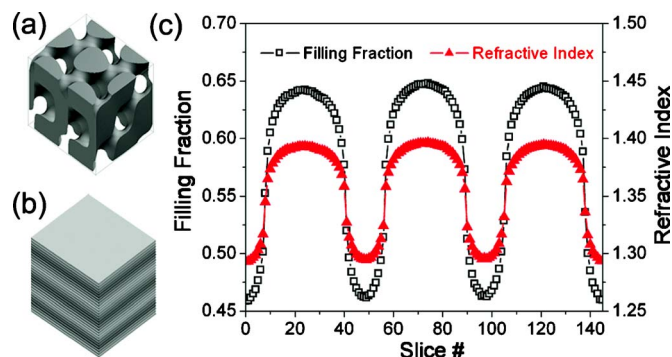 (a)
(b)
(c)
Filling Fraction
Refractive Index
0.70
0.65
0.60
0.55
0.50
0.45
Filling Fraction
1.50
1.45
1.40
1.35
1.30
1.25
Refractive Index
0 20 40 60 80 100 120 140
Slice #